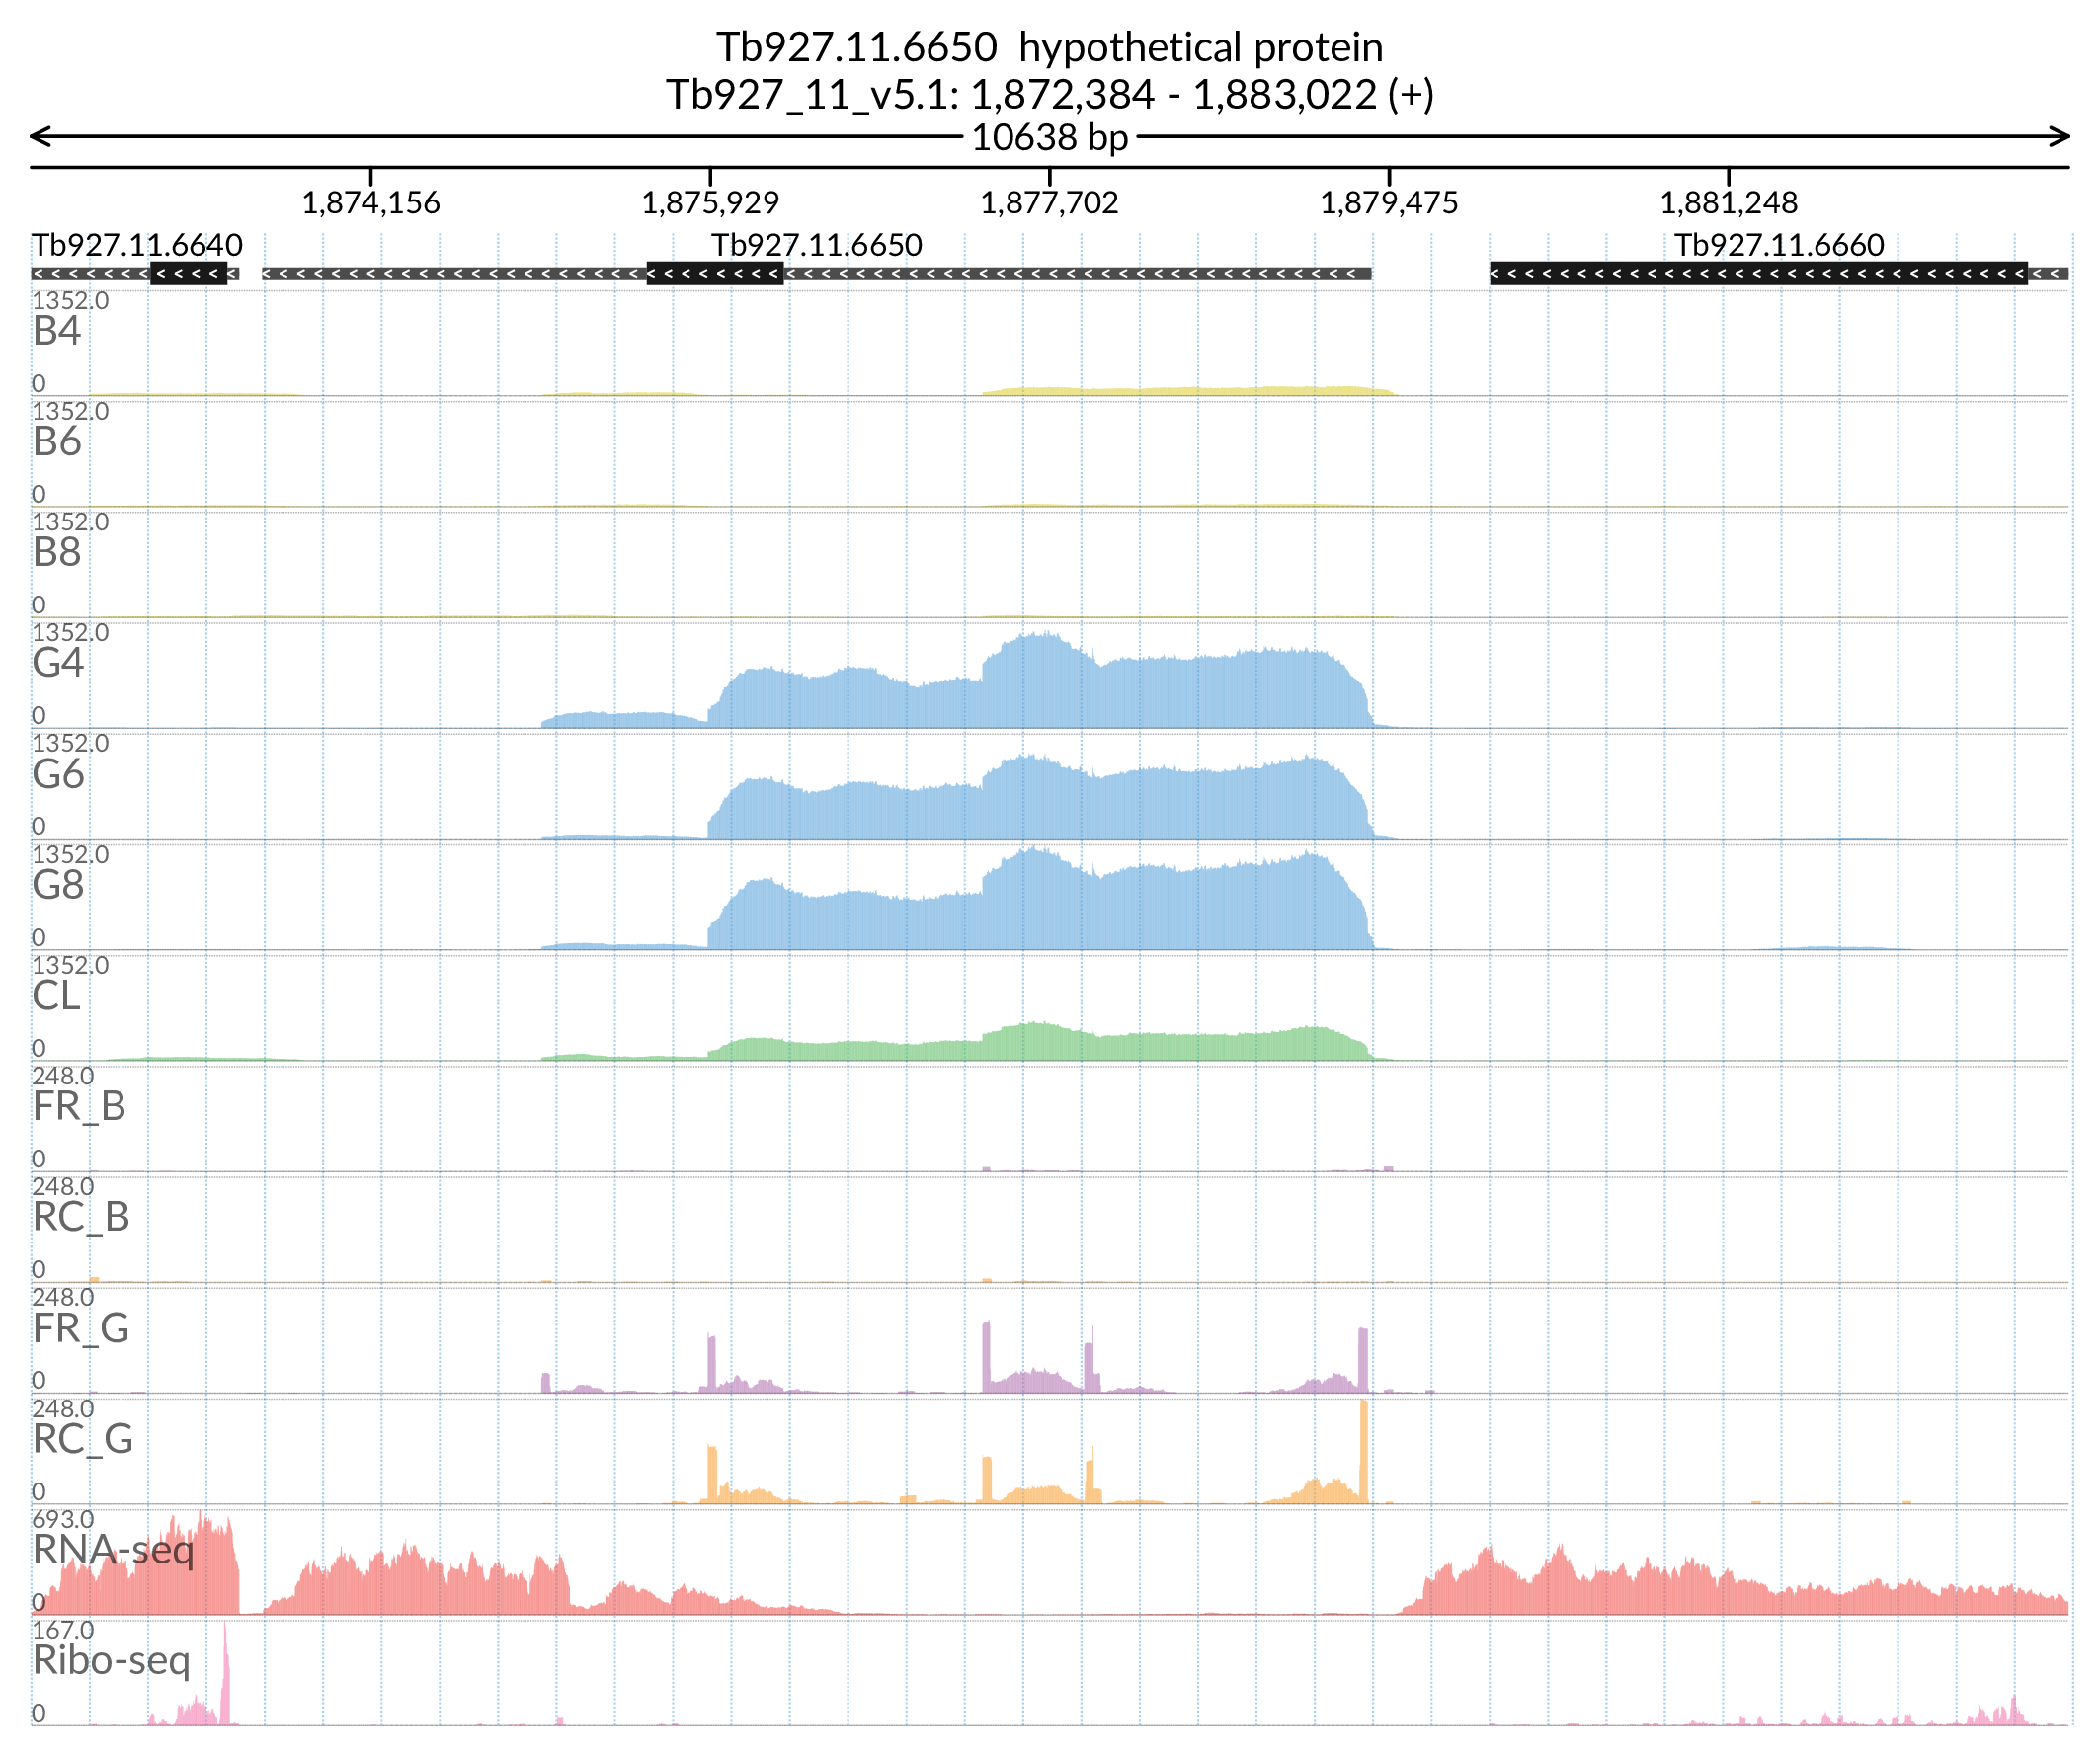 Tb927.11.6650 hypothetical protein
Tb927_11_v5.1: 1,872,384 - 1,883,022 (+)
10638 bp
1,874,156 1,875,929 1,877,702 1,879,475 1,881,248
Tb927.11.6640 Tb927.11.6650 Tb927.11.6660
1352.0
B4
0
1352.0
B6
0
1352.0
B8
0
1352.0
G4
0
1352.0
G6
0
1352.0
G8
0
1352.0
CL
0
248.0
FR_B
0
248.0
RC_B
0
248.0
FR_G
0
248.0
RC_G
0
693.0
RNA-seq
0
167.0
Ribo-seq
0